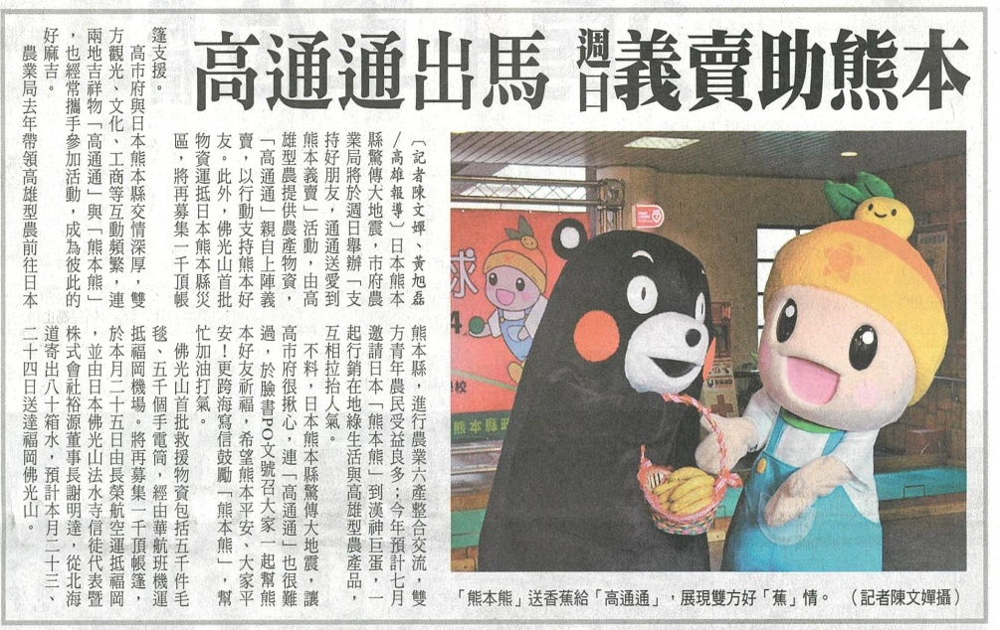 高通通出馬 週日義賣助熊本
〔記者陳文嬋、黃旭磊
／高雄報導〕日本熊本
縣驚傳大地震，市府農
業局將於週日舉辦「支
持好朋友，通通送愛到
熊本義賣」活動，由高
雄型農提供農產物資，
「高通通」親自上陣義
賣，以行動支持熊本好
友。此外，佛光山首批
物資運抵日本熊本縣災
區，將再募集一千頂帳
篷支援。
高市府與日本熊本縣交情深厚，雙
方觀光、文化、工商等互動頻繁，連
兩地吉祥物「高通通」與「熊本熊」
，也經常攜手參加活動，成為彼此的
好麻吉。
農業局去年帶領高雄型農前往日本
熊本縣，進行農業六產整合交流，雙
方青年農民受益良多；今年預計七月
邀請日本「熊本熊」到漢神巨蛋，一
起行銷在地綠生活與高雄型農產品，
互相拉抬人氣。
不料，日本熊本縣驚傳大地震，讓
高市府很揪心，連「高通通」也很難
過，於臉書PO文號召大家一起幫熊
本好友祈福，希望熊本平安、大家平
安！更跨海寫信鼓勵「熊本熊」，幫
忙加油打氣。
佛光山首批救援物資包括五千件毛
毯、五千個手電筒，經由華航班機運
抵福岡機場。將再募集一千頂帳篷，
於本月二十五日由長榮航空運抵福岡
，並由日本佛光山法水寺信徒代表暨
株式會社裕源董事長謝明達，從北海
道寄出八十箱水，預計本月二十三、
二十四日送達福岡佛光山。
球
4
校
「熊本熊」送香蕉給「高通通」，展現雙方好「蕉」情。（記者陳文嬋攝）